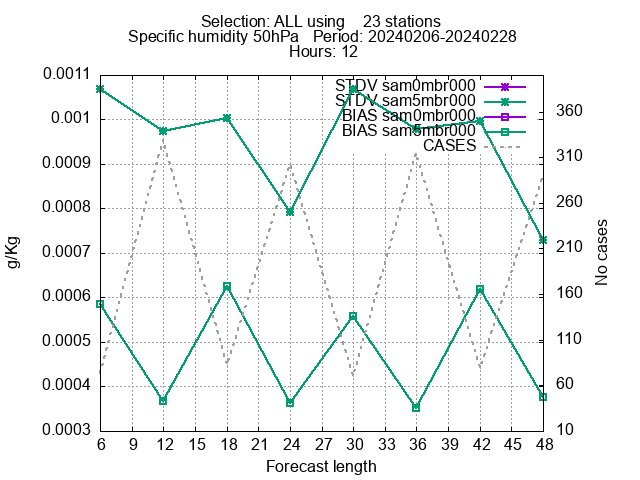 Selection: ALL using 23 stations
Specific humidity 50hPa Period: 20240206-20240228
Hours: 12
STDV sam0mbr000
STDV sam5mbr000
BIAS sam0mbr000
BIAS sam5mbr000
CASES
0.0011
0.001
0.0009
0.0008
0.0007
0.0006
0.0005
0.0004
0.0003
g/Kg
360
310
260
210
160
110
60
10
No cases
6 9 12 15 18 21 24 27 30 33 36 39 42 45 48
Forecast length